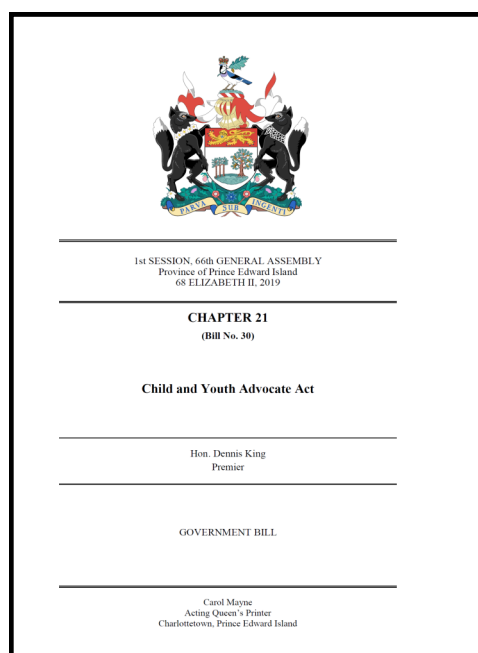 PARVA SUB INGENTI
1st SESSION, 66th GENERAL ASSEMBLY
Province of Prince Edward Island
68 ELIZABETH II, 2019
CHAPTER 21
(Bill No. 30)
Child and Youth Advocate Act
Hon. Dennis King
Premier
GOVERNMENT BILL
Carol Mayne
Acting Queen's Printer
Charlottetown, Prince Edward Island